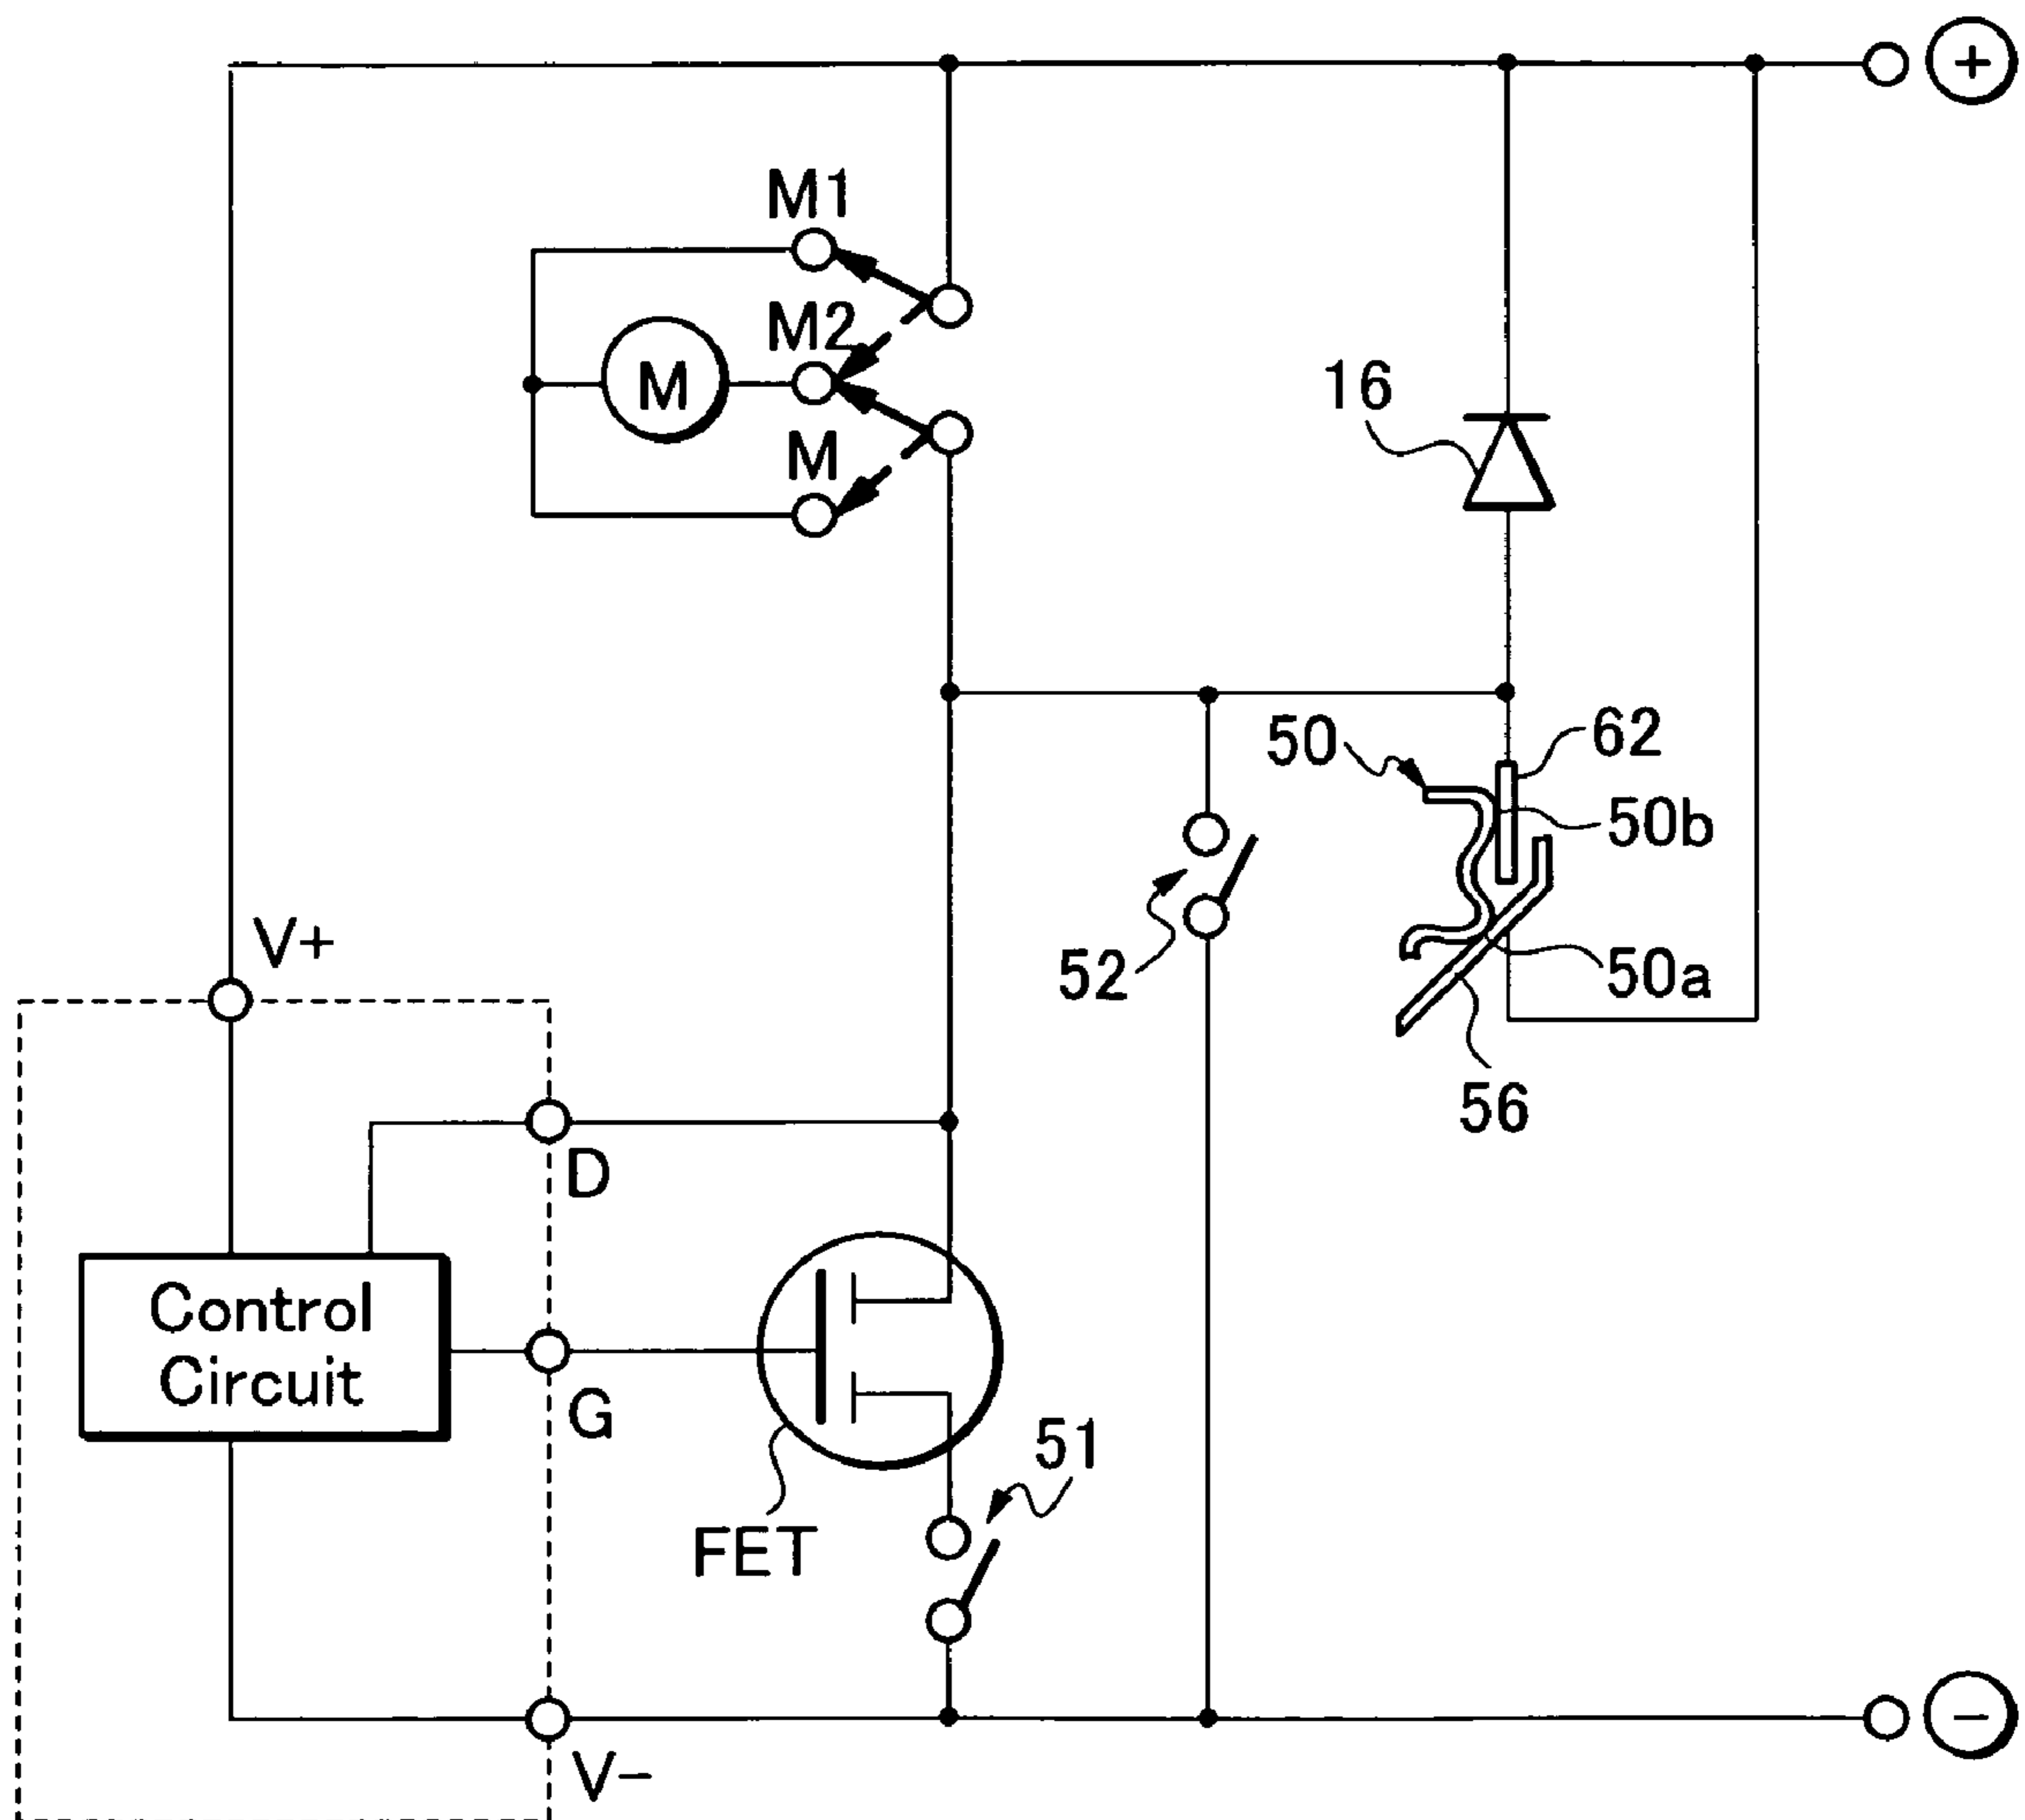 +
M1
M2
M
M
16
50
62
50b
52
50a
56
V+
D
Control
Circuit
G
51
FET
V−
−